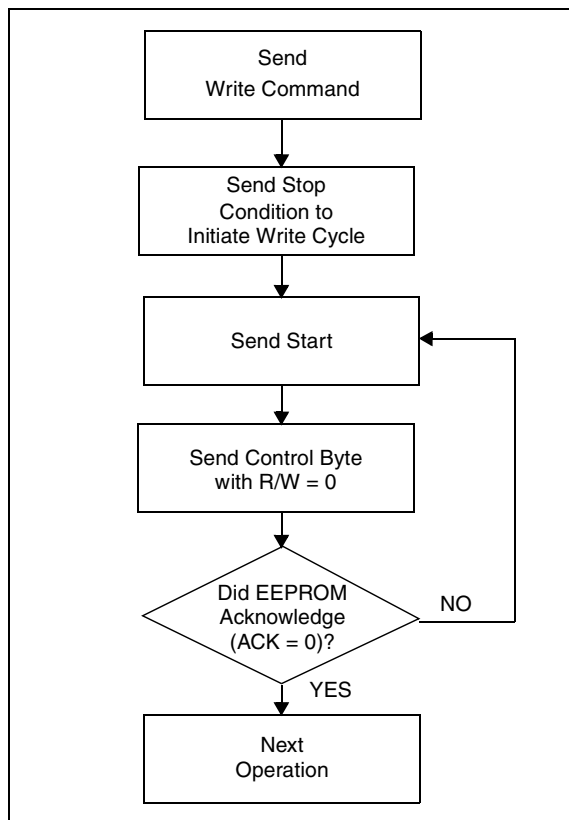 Send
Write Command
Send Stop
Condition to
Initiate Write Cycle
Send Start
Send Control Byte
with R/W = 0
Did EEPROM
Acknowledge
(ACK = 0)?
NO
YES
Next
Operation